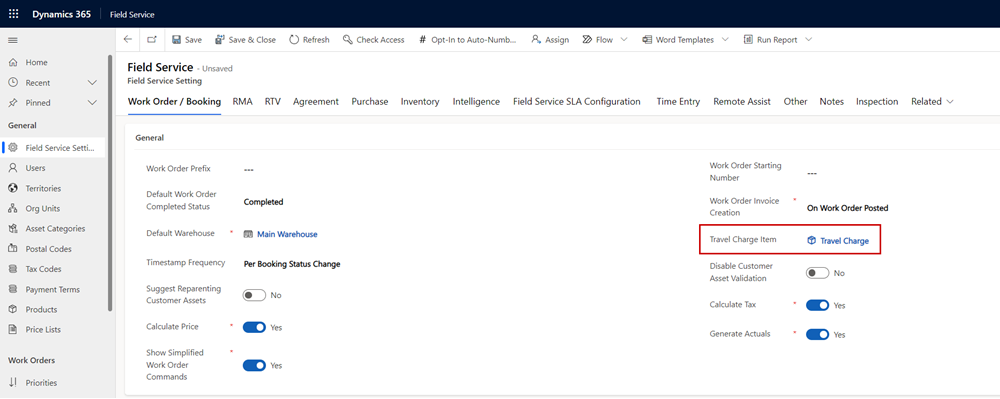 Dynamics 365
Field Service
Save
Save & Close
Refresh
Check Access
# Opt-In to Auto-Numb...
Assign
Flow
Word Templates
Run Report
Home
Recent
Pinned
General
Field Service Setti...
Users
Territories
Org Units
Asset Categories
Postal Codes
Tax Codes
Payment Terms
Products
Price Lists
Work Orders
Priorities
Field Service - Unsaved
Field Service Setting
Work Order / Booking
RMA
RTV
Agreement
Purchase
Inventory
Intelligence
Field Service SLA Configuration
Time Entry
Remote Assist
Other
Notes
Inspection
Related
General
Work Order Prefix
---
Default Work Order
Completed Status
Completed
Default Warehouse *
Main Warehouse
Timestamp Frequency
Per Booking Status Change
Suggest Reparenting
Customer Assets
No
Calculate Price *
Yes
Show Simplified *
Work Order
Commands
Yes
Work Order Starting
Number
---
Work Order Invoice *
Creation
On Work Order Posted
Travel Charge Item
Travel Charge
Disable Customer
Asset Validation
No
Calculate Tax *
Yes
Generate Actuals *
Yes